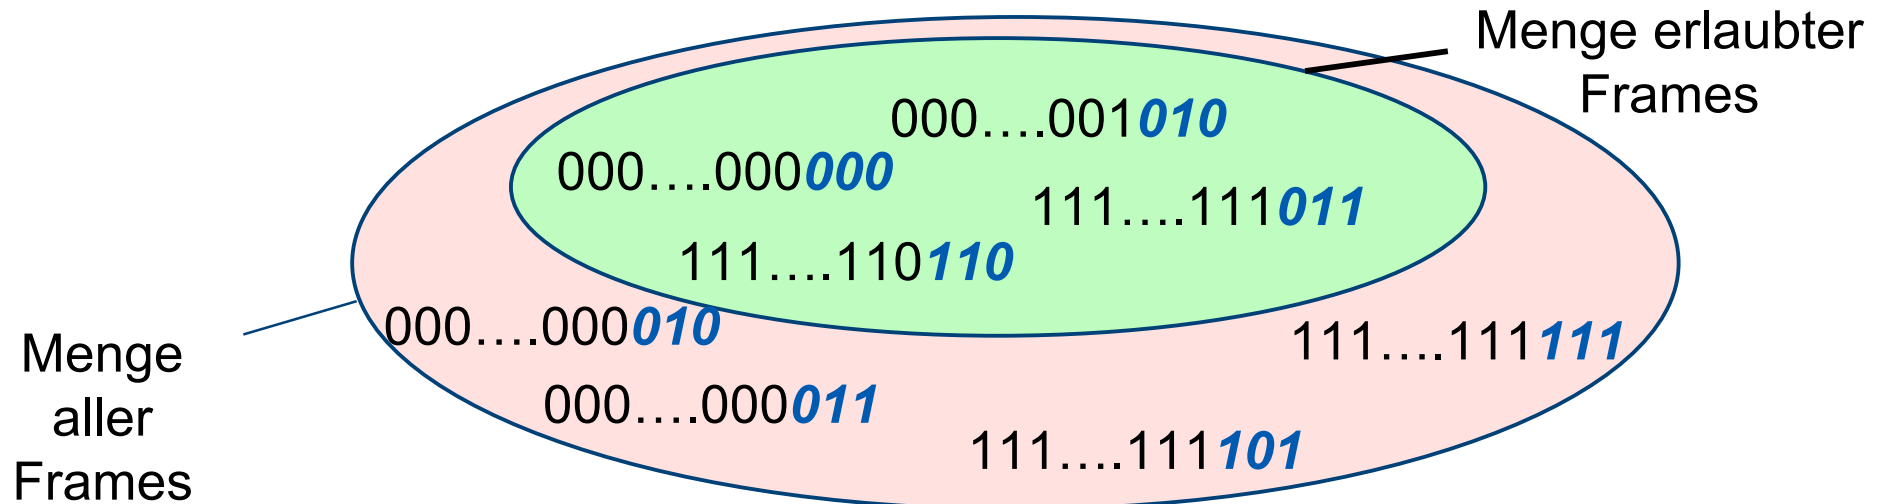 Menge erlaubter
Frames
000….001010
000….000000
111….111011
111….110110
000….000010
111….111111
000….000011
111….111101
Menge
aller
Frames